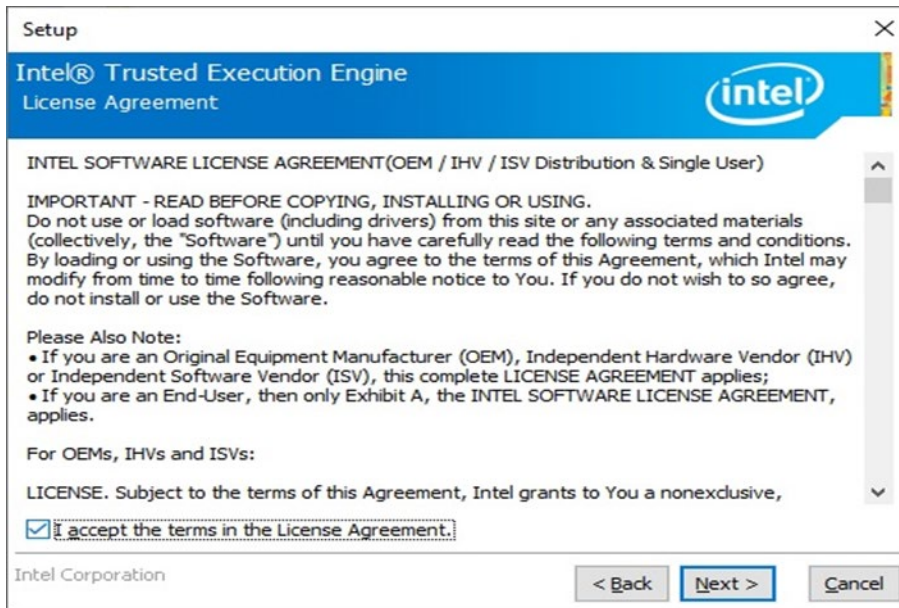 Setup
Intel® Trusted Execution Engine
License Agreement
intel
INTEL SOFTWARE LICENSE AGREEMENT(OEM / IHV / ISV Distribution & Single User)
IMPORTANT - READ BEFORE COPYING, INSTALLING OR USING.
Do not use or load software (including drivers) from this site or any associated materials
(collectively, the "Software") until you have carefully read the following terms and conditions.
By loading or using the Software, you agree to the terms of this Agreement, which Intel may
modify from time to time following reasonable notice to You. If you do not wish to so agree,
do not install or use the Software.
Please Also Note:
• If you are an Original Equipment Manufacturer (OEM), Independent Hardware Vendor (IHV)
or Independent Software Vendor (ISV), this complete LICENSE AGREEMENT applies;
• If you are an End-User, then only Exhibit A, the INTEL SOFTWARE LICENSE AGREEMENT,
applies.
For OEMs, IHVs and ISVs:
LICENSE. Subject to the terms of this Agreement, Intel grants to You a nonexclusive,
I accept the terms in the License Agreement.
Intel Corporation
< Back Next > Cancel